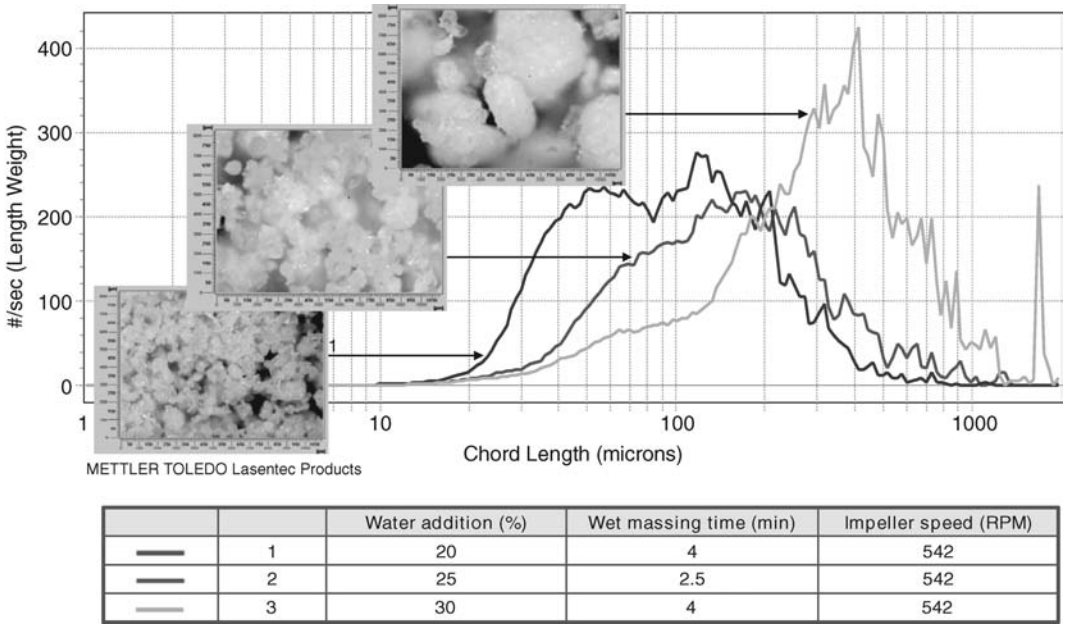 400
300
200
100
0
#/sec (Length Weight)
1
1 10 100 1000
Chord Length (microns)
METTLER TOLEDO Lasentec Products
Water addition (%) Wet massing time (min) Impeller speed (RPM)
1 20 4 542
2 25 2.5 542
3 30 4 542